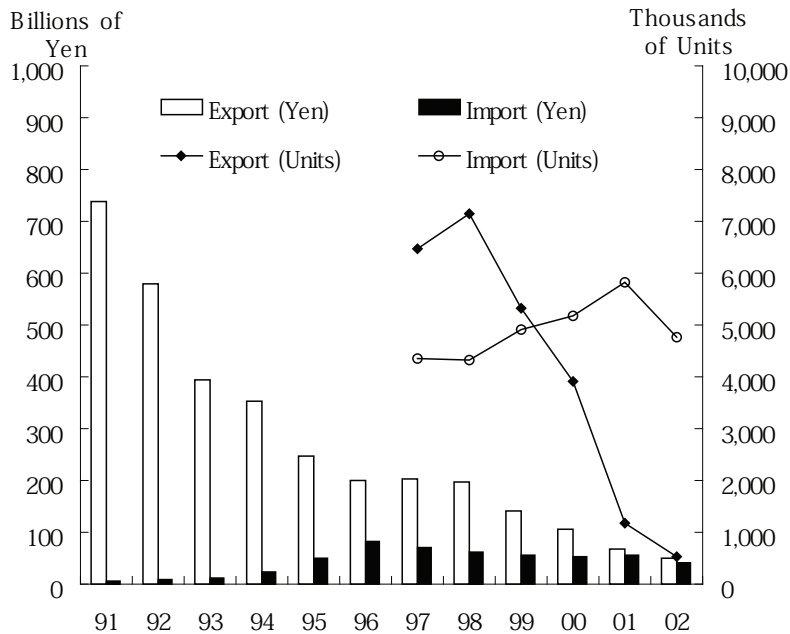 Billions of
Yen
Thousands
of Units
1,000
900
800
700
600
500
400
300
200
100
0
10,000
9,000
8,000
7,000
6,000
5,000
4,000
3,000
2,000
1,000
0
Export (Yen)
Import (Yen)
Export (Units)
Import (Units)
91 92 93 94 95 96 97 98 99 00 01 02